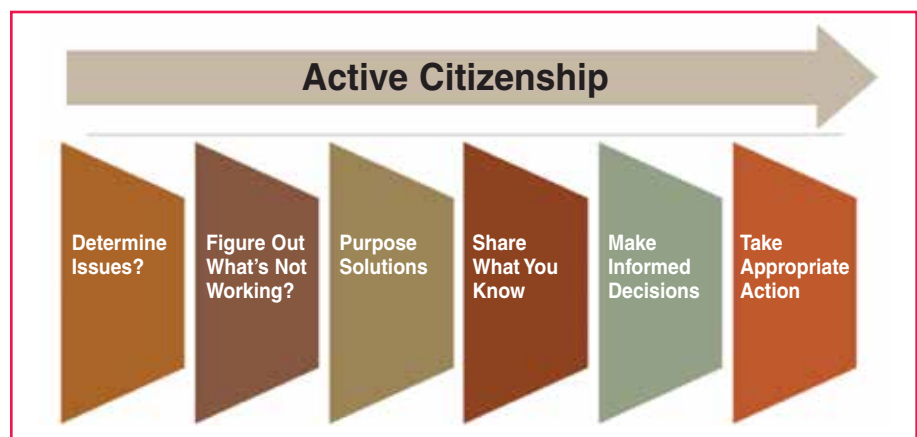 Active Citizenship
Determine
Issues?
Figure Out
What's Not
Working?
Purpose
Solutions
Share
What You
Know
Make
Informed
Decisions
Take
Appropriate
Action